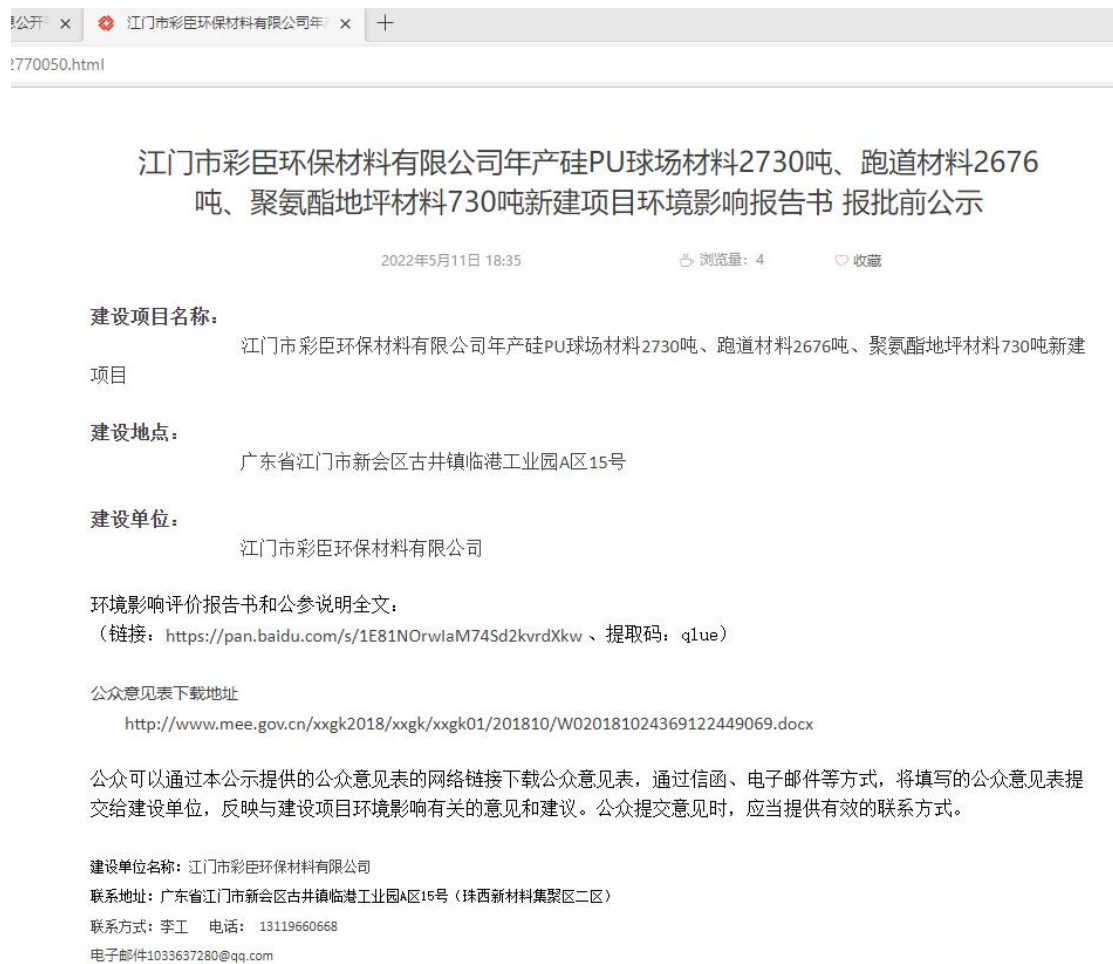 江门市彩臣环保材料有限公司年
2770050.html
江门市彩臣环保材料有限公司年产硅PU球场材料2730吨、跑道材料2676
吨、聚氨酯地坪材料730吨新建项目环境影响报告书 报批前公示
2022年5月11日 18:35 浏览量：4 收藏
建设项目名称：
江门市彩臣环保材料有限公司年产硅PU球场材料2730吨、跑道材料2676吨、聚氨酯地坪材料730吨新建
项目
建设地点：
广东省江门市新会区古井镇临港工业园A区15号
建设单位：
江门市彩臣环保材料有限公司
环境影响评价报告书和公参说明全文：
（链接：https://pan.baidu.com/s/1E81NOrwIaM74Sd2kvrdXkw 、提取码：q1ue）
公众意见表下载地址
http://www.mee.gov.cn/xxgk2018/xxgk/xxgk01/201810/W020181024369122449069.docx
公众可以通过本公示提供的公众意见表的网络链接下载公众意见表，通过信函、电子邮件等方式，将填写的公众意见表提
交给建设单位，反映与建设项目环境影响有关的意见和建议。公众提交意见时，应当提供有效的联系方式。
建设单位名称：江门市彩臣环保材料有限公司
联系地址：广东省江门市新会区古井镇临港工业园A区15号（珠西新材料集聚区二区）
联系方式：李工 电话： 13119660668
电子邮件1033637280@qq.com